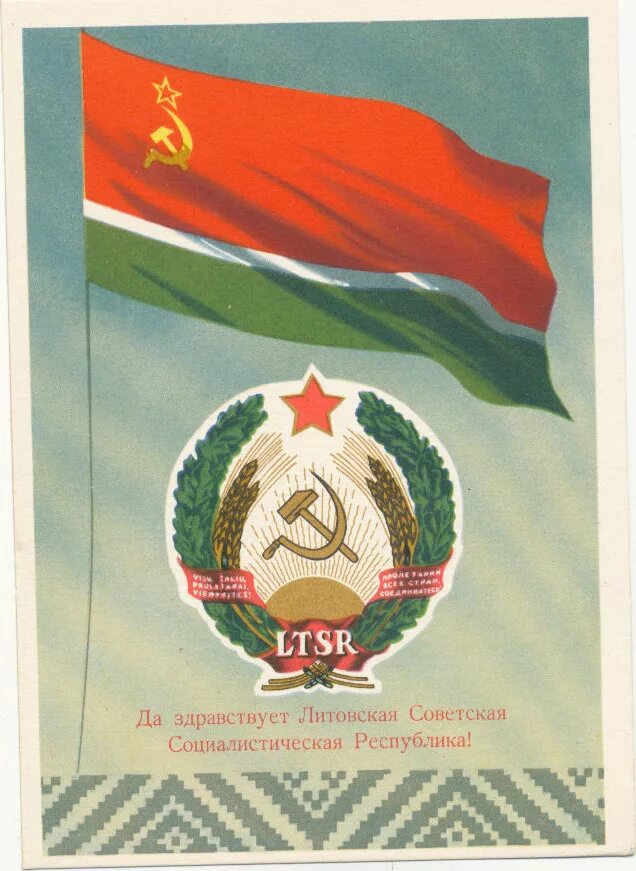 VISŲ ŠALIŲ,
PROLETARAI,
VIENYKITĖS!
ПРОЛЕТАРИИ
ВСЕХ СТРАН,
СОЕДИНЯЙТЕСЬ
LTSR
Да здравствует Литовская Советская
Социалистическая Республика!